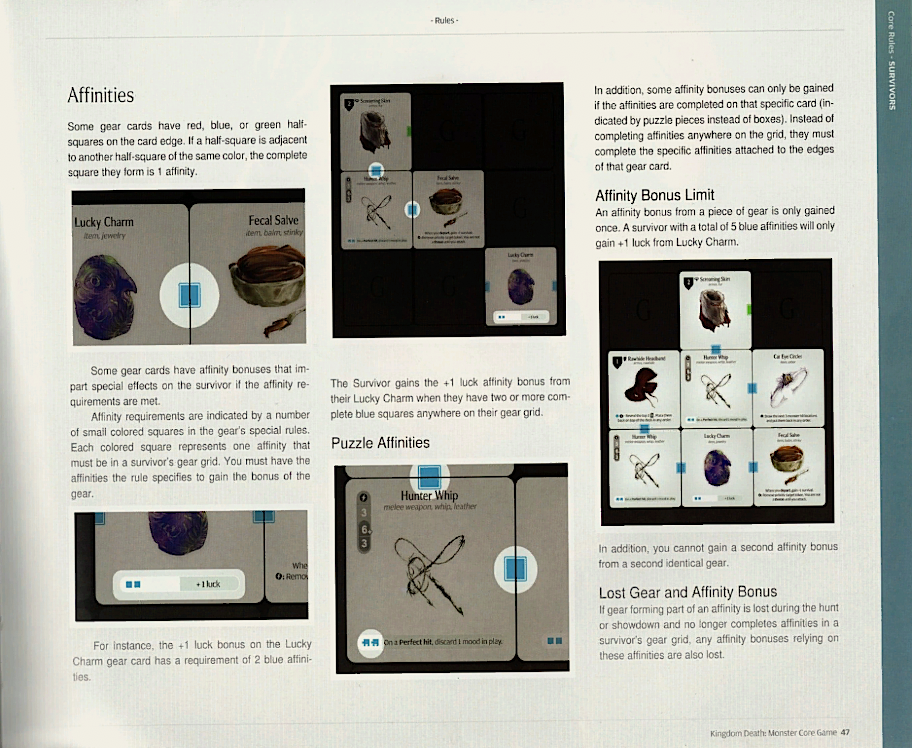 - Rules -
Core Rules - SURVIVORS
Affinities
Some gear cards have red, blue, or green half-
squares on the card edge. If a half-square is adjacent
to another half-square of the same color, the complete
square they form is 1 affinity.
Lucky Charm
item, jewelry
Fecal Salve
item, balm, stinky
Some gear cards have affinity bonuses that im-
part special effects on the survivor if the affinity re-
quirements are met.
Affinity requirements are indicated by a number
of small colored squares in the gear's special rules.
Each colored square represents one affinity that
must be in a survivor's gear grid. You must have the
affinities the rule specifies to gain the bonus of the
gear.
+1 luck
Whe
: Remov
For instance, the +1 luck bonus on the Lucky
Charm gear card has a requirement of 2 blue affini-
ties.
2
Screaming Skirt
Hunter Whip
Fecal Salve
Lucky Charm
+1 luck
The Survivor gains the +1 luck affinity bonus from
their Lucky Charm when they have two or more com-
plete blue squares anywhere on their gear grid.
Puzzle Affinities
Hunter Whip
melee weapon, whip, leather
3
6+
3
On a Perfect hit, discard 1 mood in play.
In addition, some affinity bonuses can only be gained
if the affinities are completed on that specific card (in-
dicated by puzzle pieces instead of boxes). Instead of
completing affinities anywhere on the grid, they must
complete the specific affinities attached to the edges
of that gear card.
Affinity Bonus Limit
An affinity bonus from a piece of gear is only gained
once. A survivor with a total of 5 blue affinities will only
gain +1 luck from Lucky Charm.
2
Screaming Skirt
1
Rawhide Headband
Hunter Whip
Cat Eye Circlet
Hunter Whip
Lucky Charm
Fecal Salve
+1 luck
In addition, you cannot gain a second affinity bonus
from a second identical gear.
Lost Gear and Affinity Bonus
If gear forming part of an affinity is lost during the hunt
or showdown and no longer completes affinities in a
survivor's gear grid, any affinity bonuses relying on
these affinities are also lost.
Kingdom Death: Monster Core Game 47